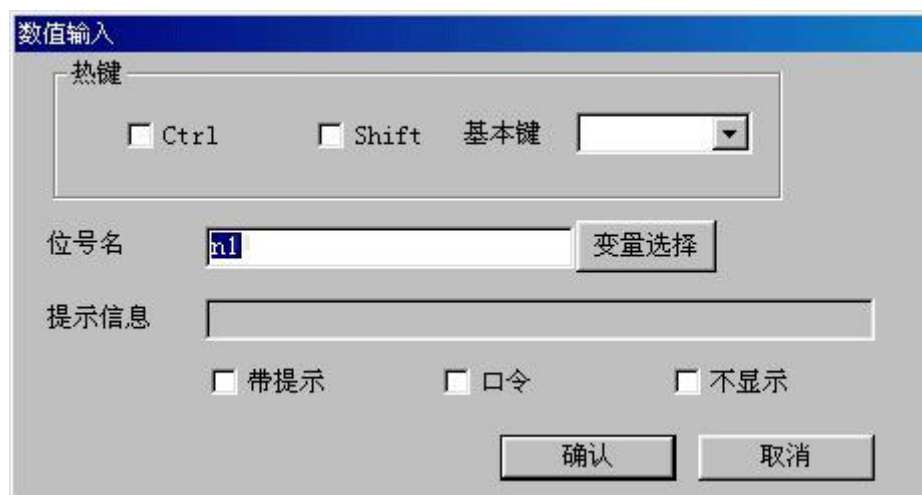 数值输入
热键
Ctrl Shift 基本键
位号名 n1 变量选择
提示信息
带提示 口令 不显示
确认 取消